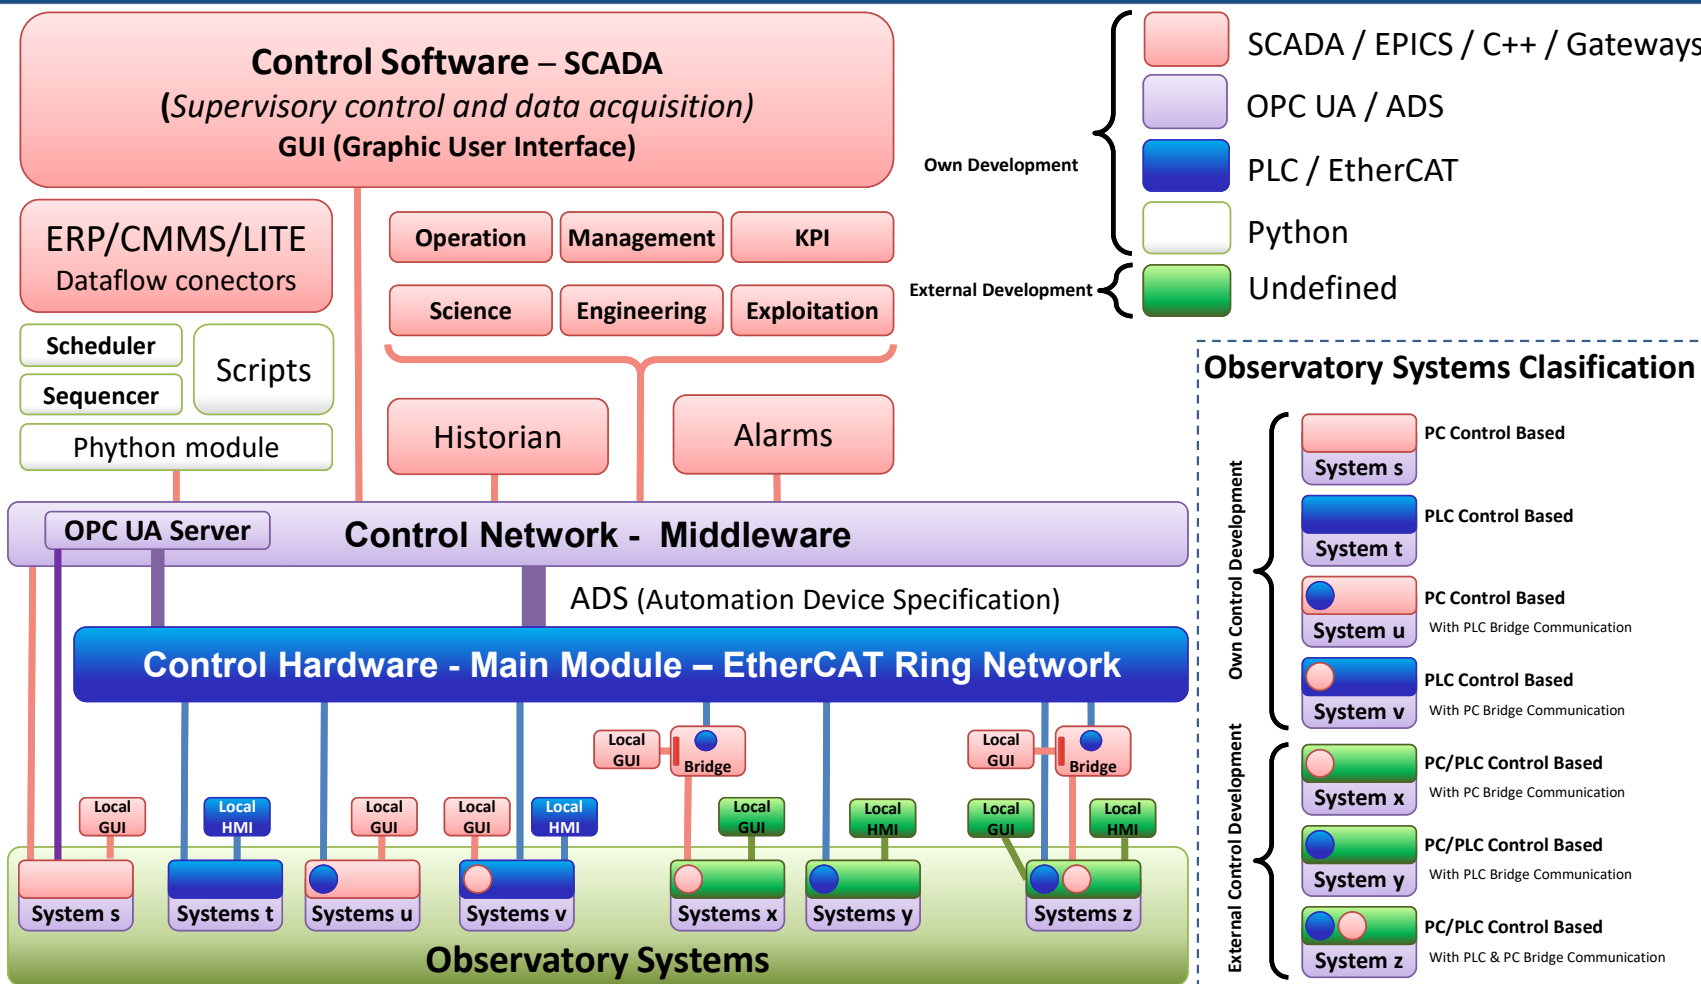 Control Software – SCADA
(Supervisory control and data acquisition)
GUI (Graphic User Interface)
ERP/CMMS/LITE
Dataflow conectors
Operation
Management
KPI
Science
Engineering
Exploitation
Scheduler
Sequencer
Scripts
Phython module
Historian
Alarms
OPC UA Server
Control Network - Middleware
ADS (Automation Device Specification)
Control Hardware - Main Module – EtherCAT Ring Network
Local
GUI
Bridge
Local
GUI
Bridge
Local
GUI
Local
HMI
Local
GUI
Local
GUI
Local
HMI
Local
GUI
Local
HMI
Local
GUI
Local
HMI
System s
Systems t
Systems u
Systems v
Systems x
Systems y
Systems z
Observatory Systems
Own Development
External Development
SCADA / EPICS / C++ / Gateways
OPC UA / ADS
PLC / EtherCAT
Python
Undefined
Observatory Systems Clasification
Own Control Development
PC Control Based
System s
PLC Control Based
System t
PC Control Based
With PLC Bridge Communication
System u
PLC Control Based
With PC Bridge Communication
System v
External Control Development
PC/PLC Control Based
With PC Bridge Communication
System x
PC/PLC Control Based
With PLC Bridge Communication
System y
PC/PLC Control Based
With PLC & PC Bridge Communication
System z